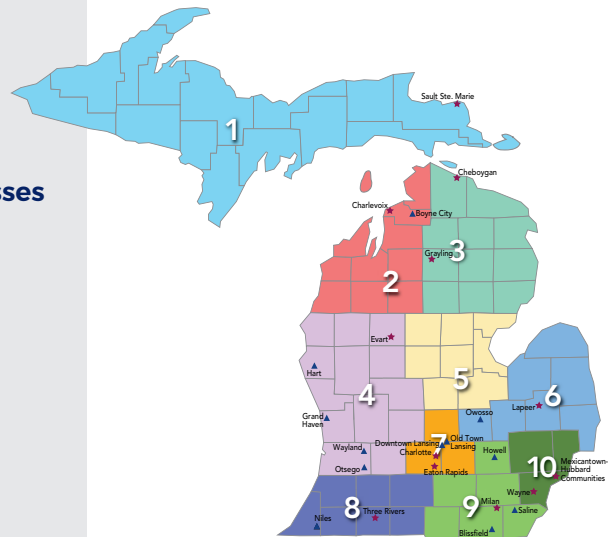 sses
Sault Ste. Marie
1
Cheboygan
Charlevoix
Boyne City
Grayling
3
2
Evart
Hart
5
4
6
Lapeer
Grand
Haven
Owosso
7
Downtown Lansing
Old Town
Lansing
Wayland
Charlotte
Howell
Otsego
Eaton Rapids
10
Mexicantown-
Hubbard
Communities
Wayne
8
Three Rivers
9
Milan
Saline
Niles
Blissfield